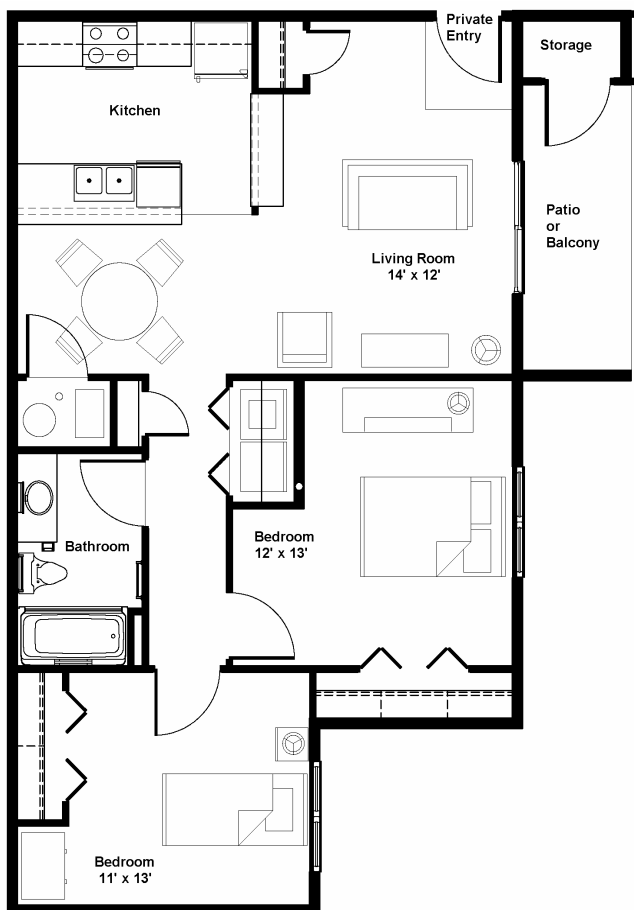 Private
Entry
Storage
Kitchen
Patio
or
Balcony
Living Room
14' x 12'
Bedroom
12' x 13'
Bathroom
Bedroom
11' x 13'